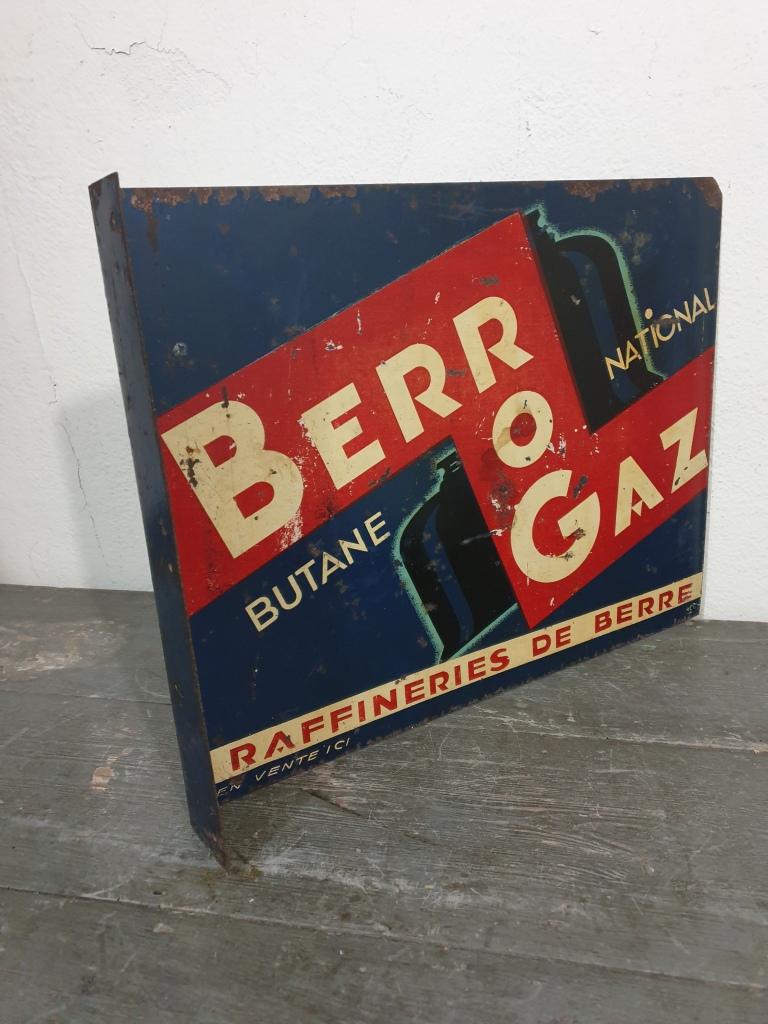 BERR
O
GAZ
BUTANE
NATIONAL
RAFFINERIES DE BERRE
EN VENTE ICI